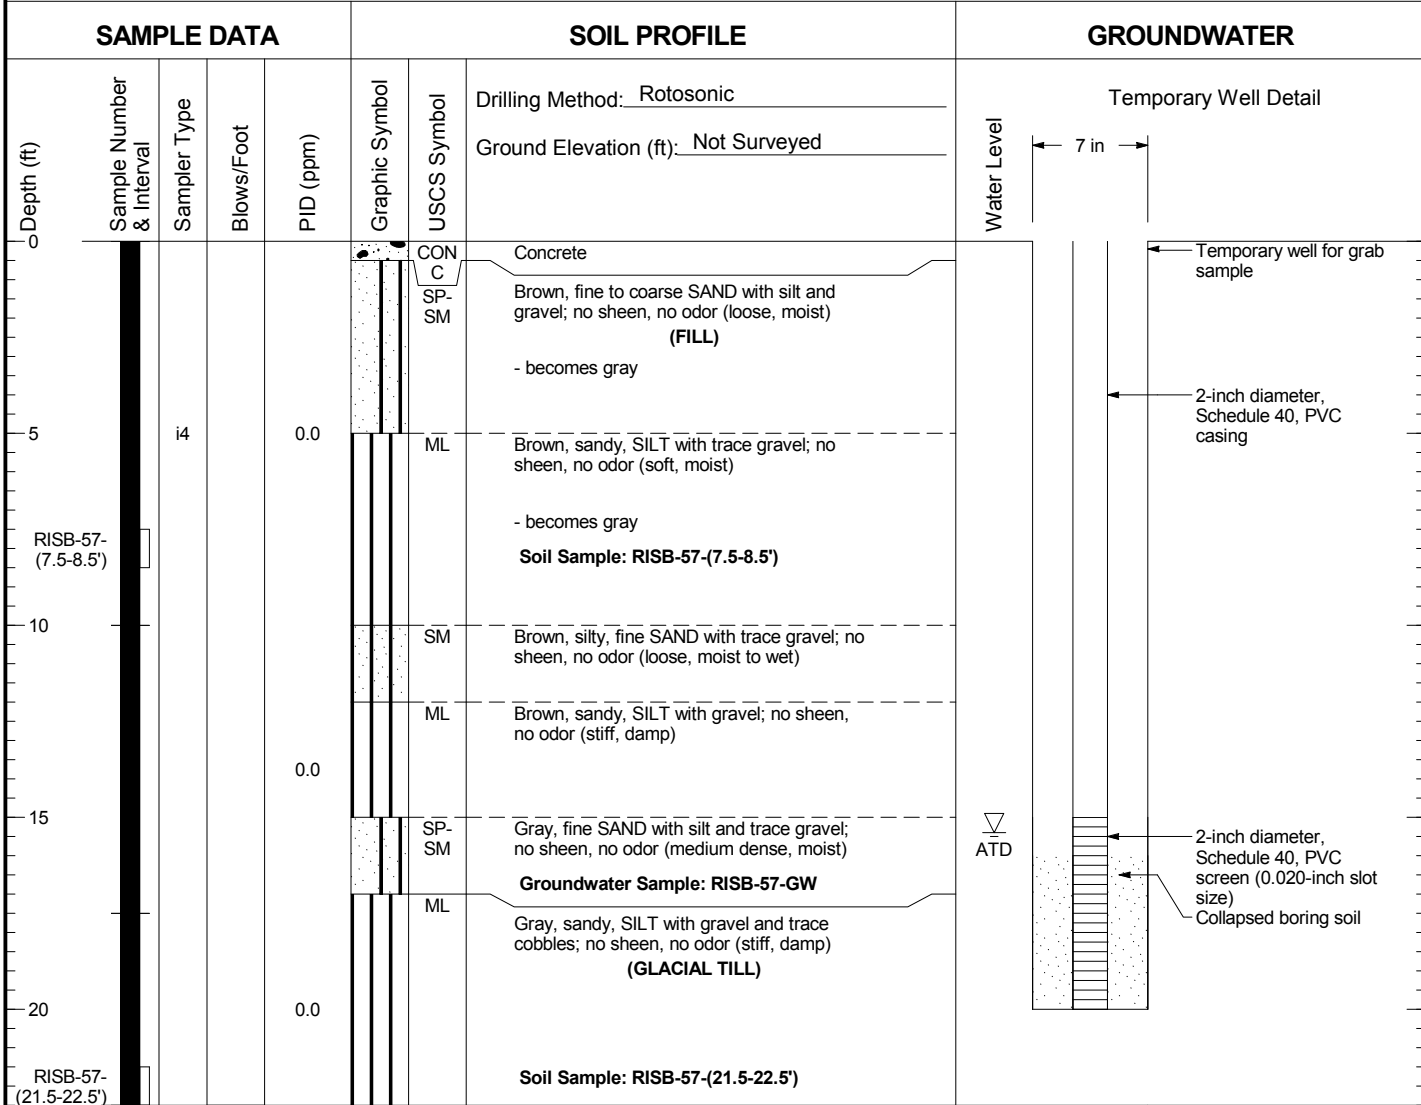 SAMPLE DATA
SOIL PROFILE
GROUNDWATER
Depth (ft)
Sample Number
& Interval
Sampler Type
Blows/Foot
PID (ppm)
Graphic Symbol
USCS Symbol
Drilling Method: Rotosonic
Ground Elevation (ft): Not Surveyed
Water Level
Temporary Well Detail
7 in
0
CON
C
Concrete
Temporary well for grab
sample
SP-
SM
Brown, fine to coarse SAND with silt and
gravel; no sheen, no odor (loose, moist)
(FILL)
- becomes gray
2-inch diameter,
Schedule 40, PVC
casing
5
i4
0.0
ML
Brown, sandy, SILT with trace gravel; no
sheen, no odor (soft, moist)
- becomes gray
RISB-57-
(7.5-8.5')
Soil Sample: RISB-57-(7.5-8.5')
10
SM
Brown, silty, fine SAND with trace gravel; no
sheen, no odor (loose, moist to wet)
ML
Brown, sandy, SILT with gravel; no sheen,
no odor (stiff, damp)
0.0
15
SP-
SM
Gray, fine SAND with silt and trace gravel;
no sheen, no odor (medium dense, moist)
ATD
2-inch diameter,
Schedule 40, PVC
screen (0.020-inch slot
size)
Groundwater Sample: RISB-57-GW
Collapsed boring soil
ML
Gray, sandy, SILT with gravel and trace
cobbles; no sheen, no odor (stiff, damp)
(GLACIAL TILL)
20
0.0
RISB-57-
(21.5-22.5')
Soil Sample: RISB-57-(21.5-22.5')